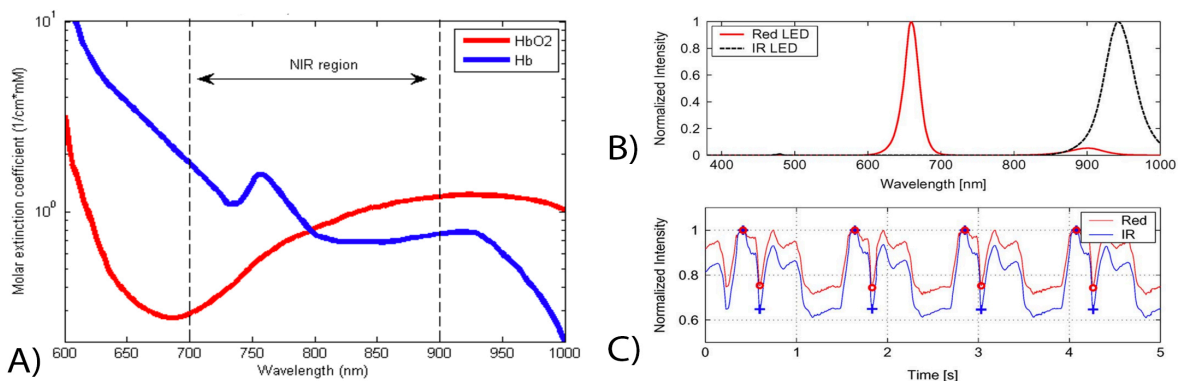 A)
Molar extinction coefficient (1/cm*mM)
10^1
10^0
HbO2
Hb
NIR region
600 650 700 750 800 850 900 950 1000
Wavelength (nm)
B)
Normalized Intensity
1
0.8
0.6
0.4
0.2
0
Red LED
IR LED
400 500 600 700 800 900 1000
Wavelength [nm]
C)
Normalized Intensity
1
0.8
0.6
Red
IR
0 1 2 3 4 5
Time [s]